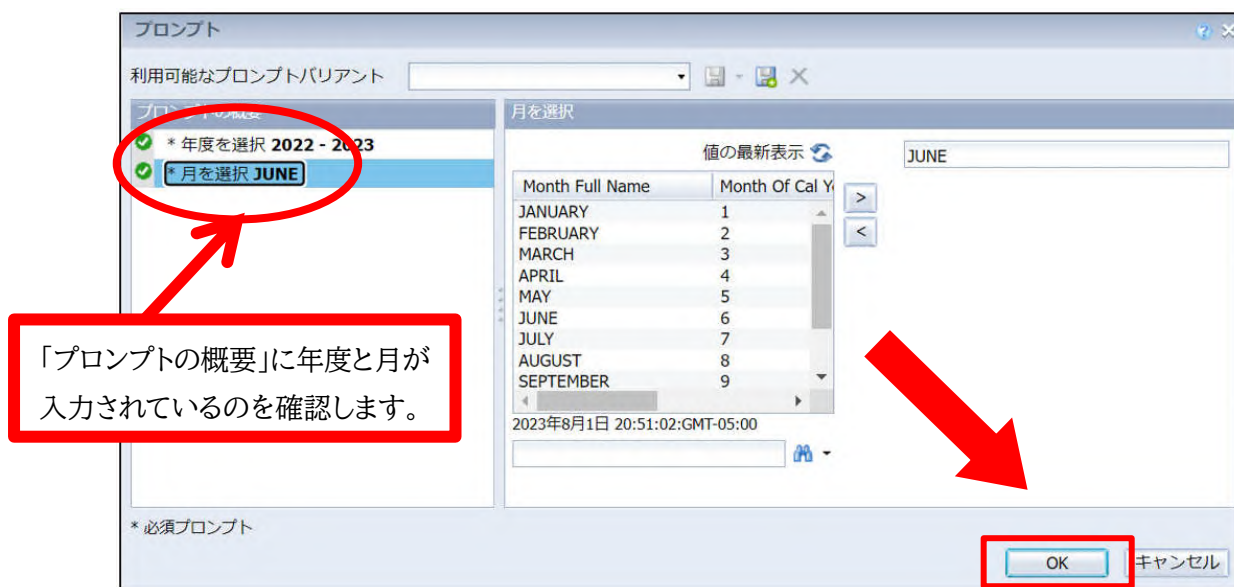 プロンプト
利用可能なプロンプトバリアント
プロンプトの概要
* 年度を選択 2022 - 2023
* 月を選択 JUNE
月を選択
値の最新表示
JUNE
Month Full Name Month Of Cal Y
JANUARY 1
FEBRUARY 2
MARCH 3
APRIL 4
MAY 5
JUNE 6
JULY 7
AUGUST 8
SEPTEMBER 9
>
<
2023年8月1日 20:51:02:GMT-05:00
「プロンプトの概要」に年度と月が
入力されているのを確認します。
* 必須プロンプト
OK キャンセル